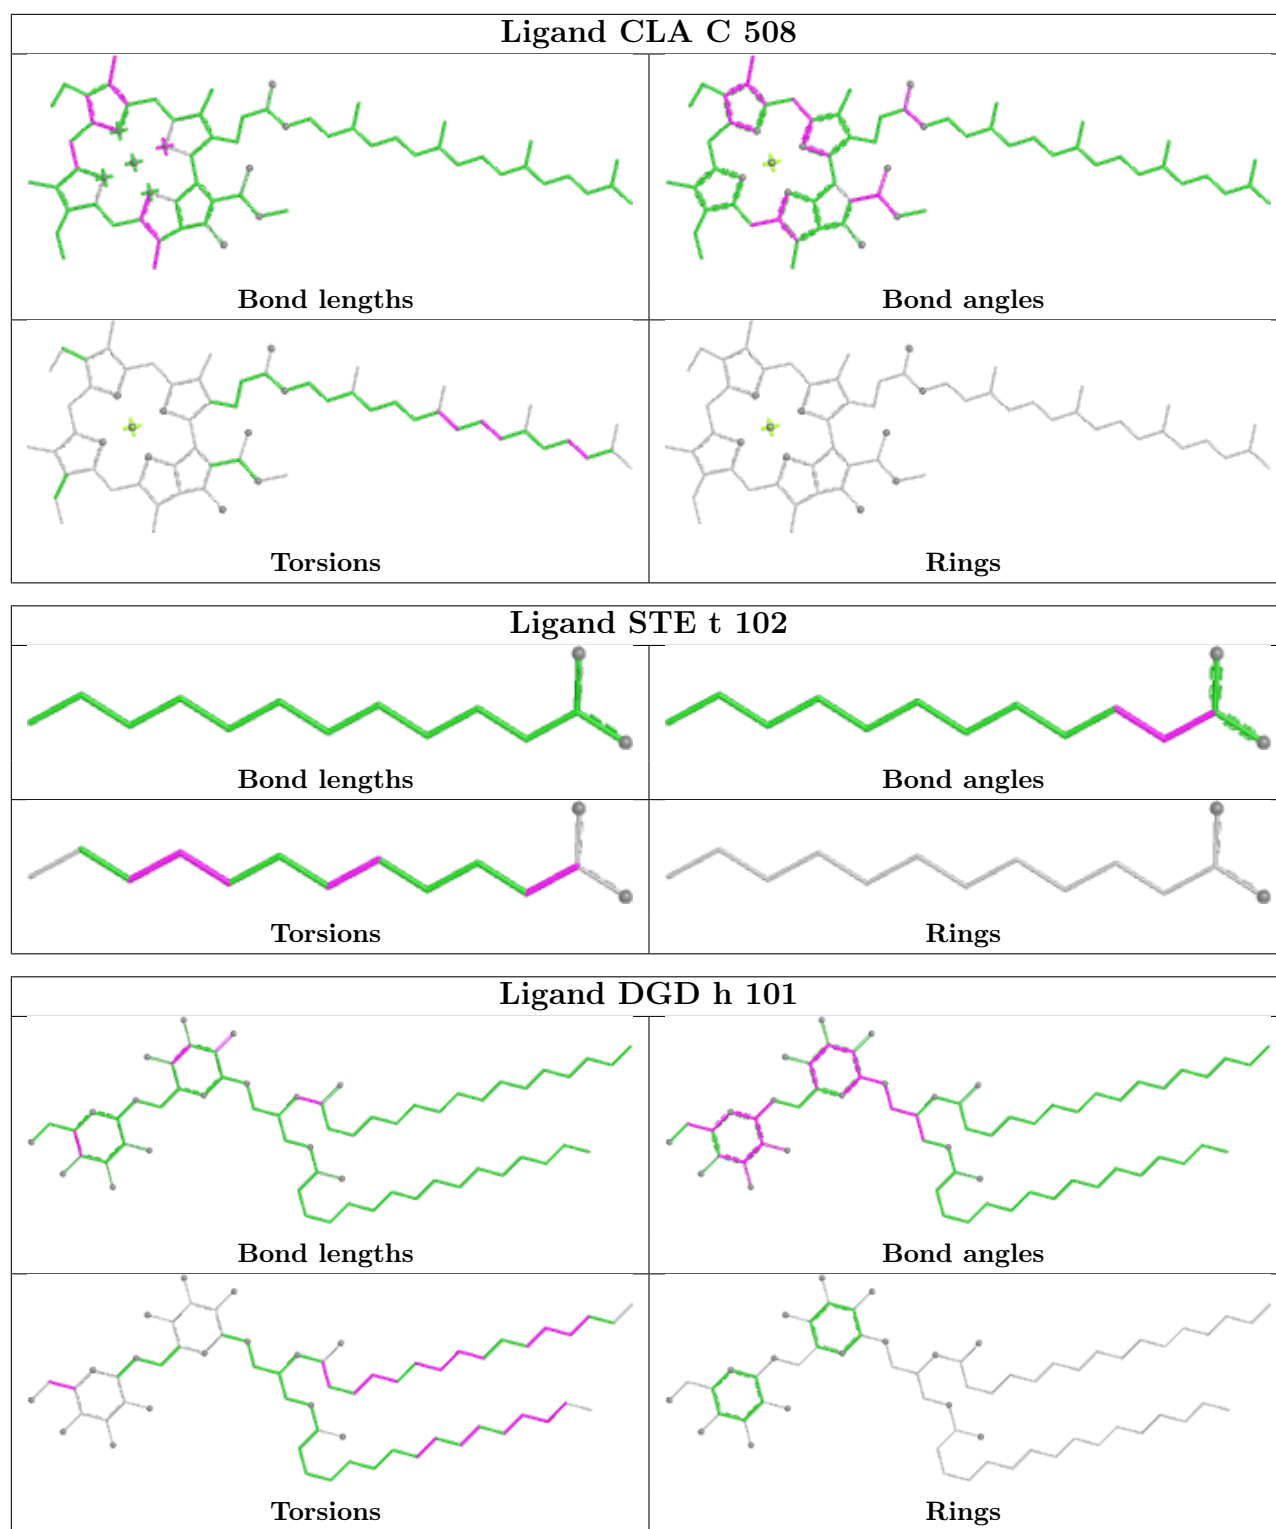 Ligand CLA C 508
Bond lengths
Bond angles
Torsions
Rings
Ligand STE t 102
Bond lengths
Bond angles
Torsions
Rings
Ligand DGD h 101
Bond lengths
Bond angles
Torsions
Rings